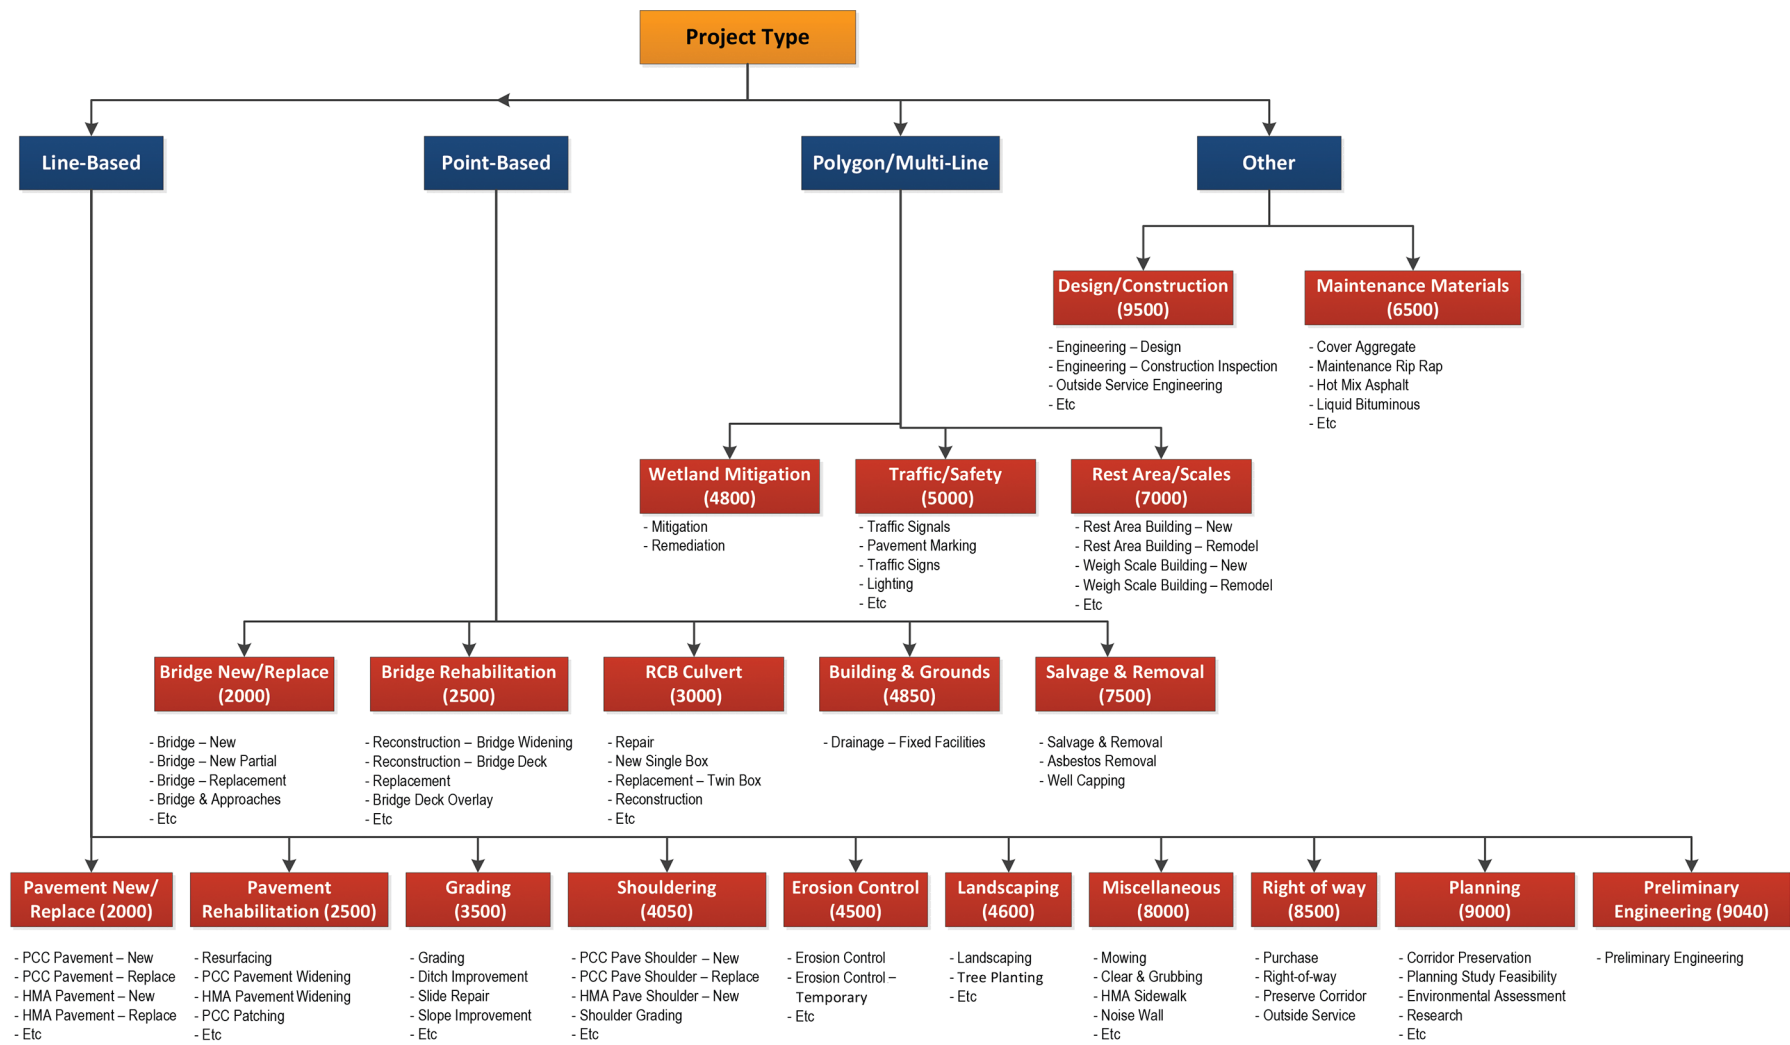 Project Type
Line-Based
Point-Based
Polygon/Multi-Line
Other
Design/Construction
(9500)
- Engineering – Design
- Engineering – Construction Inspection
- Outside Service Engineering
- Etc
Maintenance Materials
(6500)
- Cover Aggregate
- Maintenance Rip Rap
- Hot Mix Asphalt
- Liquid Bituminous
- Etc
Wetland Mitigation
(4800)
- Mitigation
- Remediation
Traffic/Safety
(5000)
- Traffic Signals
- Pavement Marking
- Traffic Signs
- Lighting
- Etc
Rest Area/Scales
(7000)
- Rest Area Building – New
- Rest Area Building – Remodel
- Weigh Scale Building – New
- Weigh Scale Building – Remodel
- Etc
Bridge New/Replace
(2000)
- Bridge – New
- Bridge – New Partial
- Bridge – Replacement
- Bridge & Approaches
- Etc
Bridge Rehabilitation
(2500)
- Reconstruction – Bridge Widening
- Reconstruction – Bridge Deck
- Replacement
- Bridge Deck Overlay
- Etc
RCB Culvert
(3000)
- Repair
- New Single Box
- Replacement – Twin Box
- Reconstruction
- Etc
Building & Grounds
(4850)
- Drainage – Fixed Facilities
Salvage & Removal
(7500)
- Salvage & Removal
- Asbestos Removal
- Well Capping
Pavement New/
Replace (2000)
- PCC Pavement – New
- PCC Pavement – Replace
- HMA Pavement – New
- HMA Pavement – Replace
- Etc
Pavement
Rehabilitation (2500)
- Resurfacing
- PCC Pavement Widening
- HMA Pavement Widening
- PCC Patching
- Etc
Grading
(3500)
- Grading
- Ditch Improvement
- Slide Repair
- Slope Improvement
- Etc
Shouldering
(4050)
- PCC Pave Shoulder – New
- PCC Pave Shoulder – Replace
- HMA Pave Shoulder – New
- Shoulder Grading
- Etc
Erosion Control
(4500)
- Erosion Control
- Erosion Control –
Temporary
- Etc
Landscaping
(4600)
- Landscaping
- Tree Planting
- Etc
Miscellaneous
(8000)
- Mowing
- Clear & Grubbing
- HMA Sidewalk
- Noise Wall
- Etc
Right of way
(8500)
- Purchase
- Right-of-way
- Preserve Corridor
- Outside Service
Planning
(9000)
- Corridor Preservation
- Planning Study Feasibility
- Environmental Assessment
- Research
- Etc
Preliminary
Engineering (9040)
- Preliminary Engineering